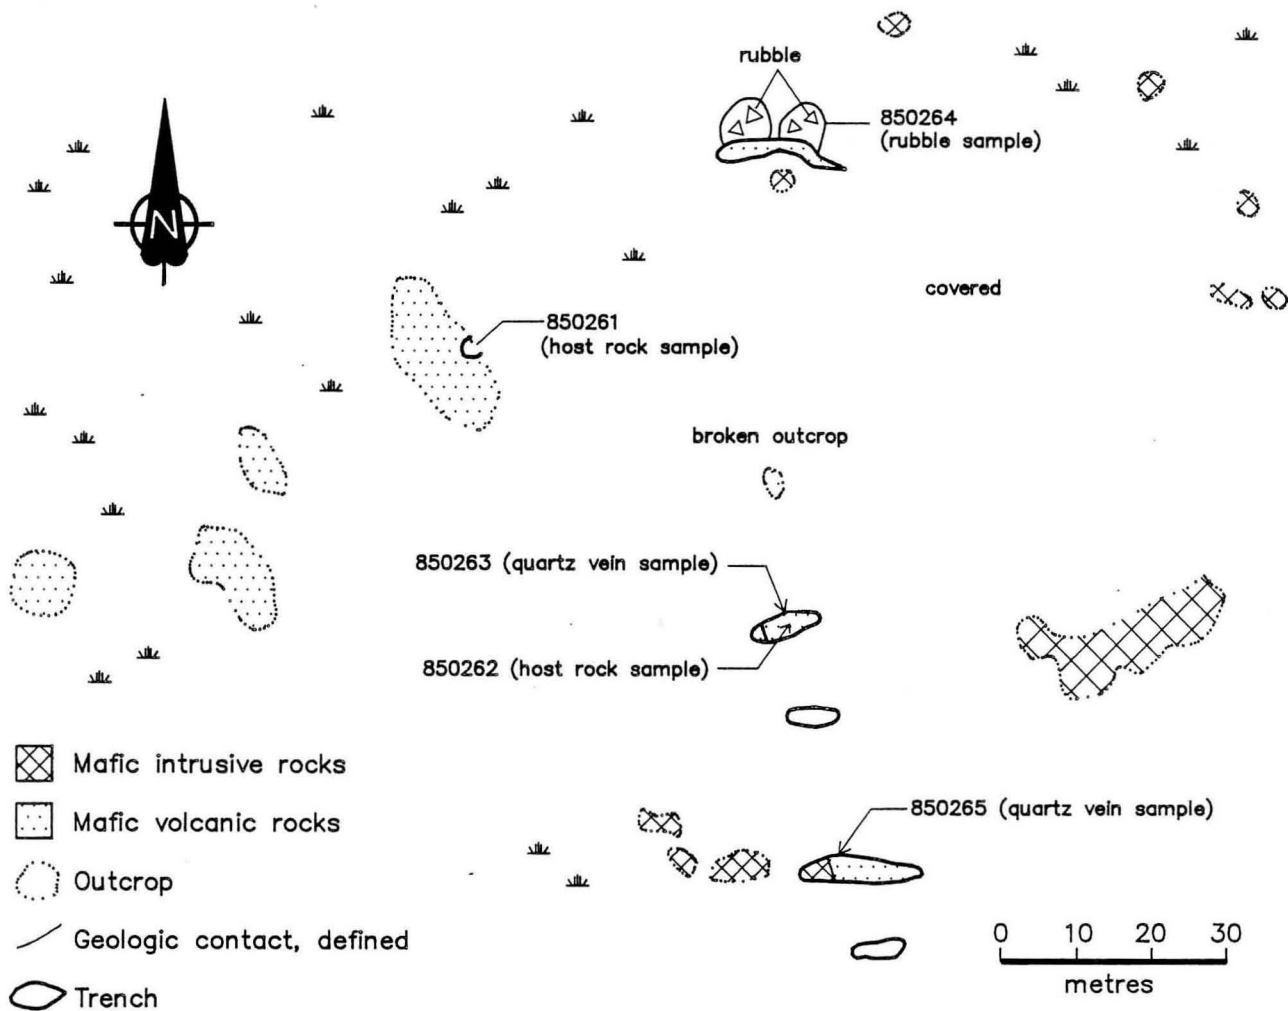 rubble
850264
(rubble sample)
N
covered
850261
(host rock sample)
broken outcrop
850263 (quartz vein sample)
850262 (host rock sample)
Mafic intrusive rocks
Mafic volcanic rocks
Outcrop
Geologic contact, defined
Trench
850265 (quartz vein sample)
0 10 20 30
metres